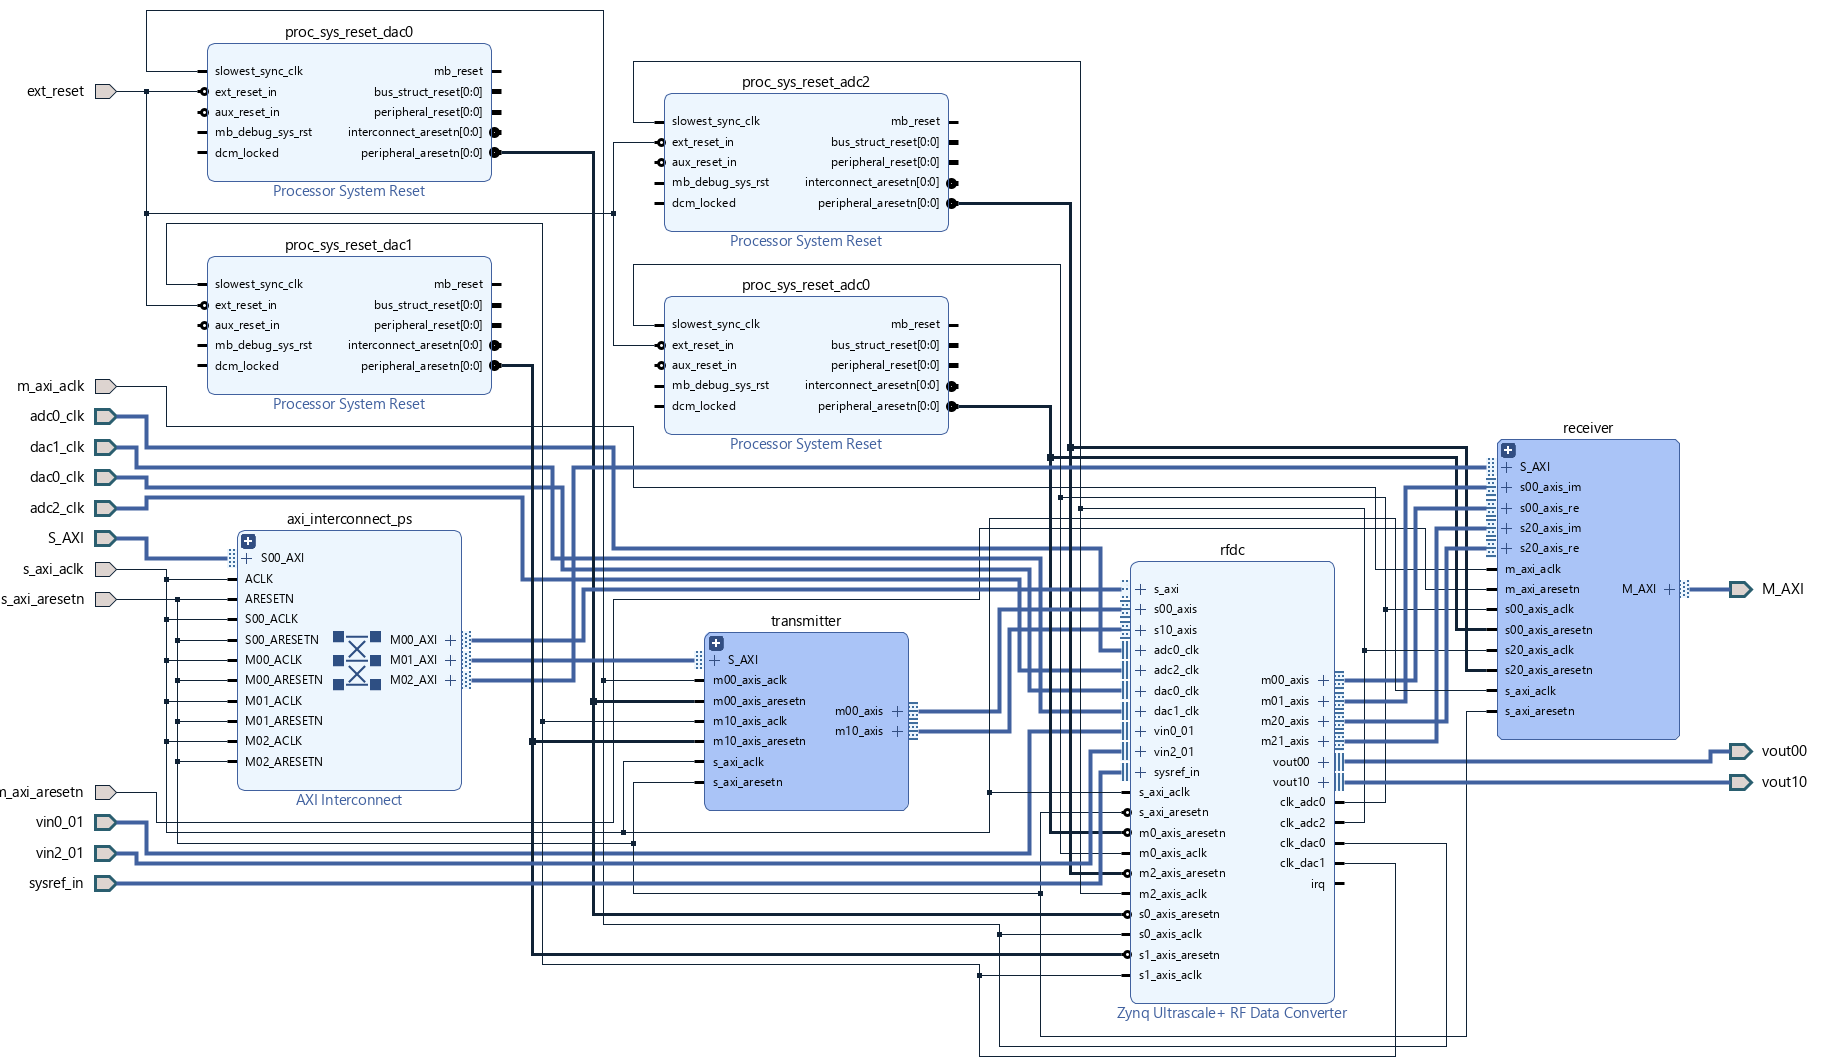 proc_sys_reset_dac0
slowest_sync_clk
ext_reset_in
aux_reset_in
mb_debug_sys_rst
dcm_locked
mb_reset
bus_struct_reset[0:0]
peripheral_reset[0:0]
interconnect_aresetn[0:0]
peripheral_aresetn[0:0]
Processor System Reset
ext_reset
proc_sys_reset_adc2
slowest_sync_clk
ext_reset_in
aux_reset_in
mb_debug_sys_rst
dcm_locked
mb_reset
bus_struct_reset[0:0]
peripheral_reset[0:0]
interconnect_aresetn[0:0]
peripheral_aresetn[0:0]
Processor System Reset
proc_sys_reset_dac1
slowest_sync_clk
ext_reset_in
aux_reset_in
mb_debug_sys_rst
dcm_locked
mb_reset
bus_struct_reset[0:0]
peripheral_reset[0:0]
interconnect_aresetn[0:0]
peripheral_aresetn[0:0]
Processor System Reset
proc_sys_reset_adc0
slowest_sync_clk
ext_reset_in
aux_reset_in
mb_debug_sys_rst
dcm_locked
mb_reset
bus_struct_reset[0:0]
peripheral_reset[0:0]
interconnect_aresetn[0:0]
peripheral_aresetn[0:0]
Processor System Reset
m_axi_aclk
adc0_clk
dac1_clk
dac0_clk
adc2_clk
S_AXI
s_axi_aclk
s_axi_aresetn
m_axi_aresetn
vin0_01
vin2_01
sysref_in
axi_interconnect_ps
S00_AXI
ACLK
ARESETN
S00_ACLK
S00_ARESETN
M00_ACLK
M00_ARESETN
M01_ACLK
M01_ARESETN
M02_ACLK
M02_ARESETN
M00_AXI
M01_AXI
M02_AXI
AXI Interconnect
transmitter
S_AXI
m00_axis_aclk
m00_axis_aresetn
m10_axis_aclk
m10_axis_aresetn
s_axi_aclk
s_axi_aresetn
m00_axis
m10_axis
rfdc
s_axi
s00_axis
s10_axis
adc0_clk
adc2_clk
dac0_clk
dac1_clk
vin0_01
vin2_01
sysref_in
s_axi_aclk
s_axi_aresetn
m0_axis_aresetn
m0_axis_aclk
m2_axis_aresetn
m2_axis_aclk
s0_axis_aresetn
s0_axis_aclk
s1_axis_aresetn
s1_axis_aclk
m00_axis
m01_axis
m20_axis
m21_axis
vout00
vout10
clk_adc0
clk_adc2
clk_dac0
clk_dac1
irq
Zynq Ultrascale+ RF Data Converter
receiver
S_AXI
s00_axis_im
s00_axis_re
s20_axis_im
s20_axis_re
m_axi_aclk
m_axi_aresetn
s00_axis_aclk
s00_axis_aresetn
s20_axis_aclk
s20_axis_aresetn
s_axi_aclk
s_axi_aresetn
M_AXI
M_AXI
vout00
vout10